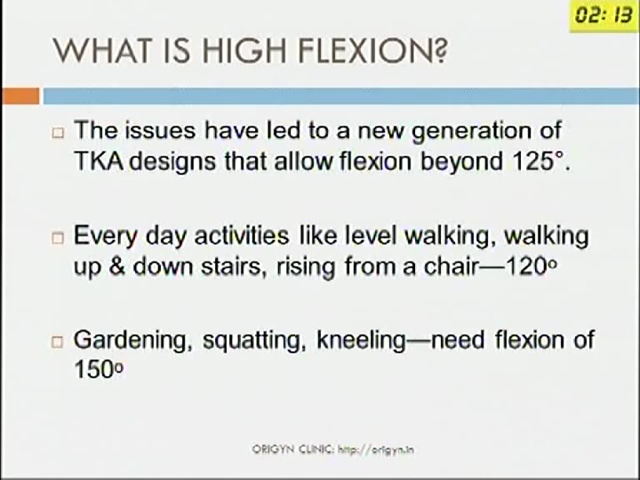 02:13
WHAT IS HIGH FLEXION?
The issues have led to a new generation of
TKA designs that allow flexion beyond 125°.
Every day activities like level walking, walking
up & down stairs, rising from a chair—120º
Gardening, squatting, kneeling—need flexion of
150º
ORIGYN CLINIC: http://origyn.in